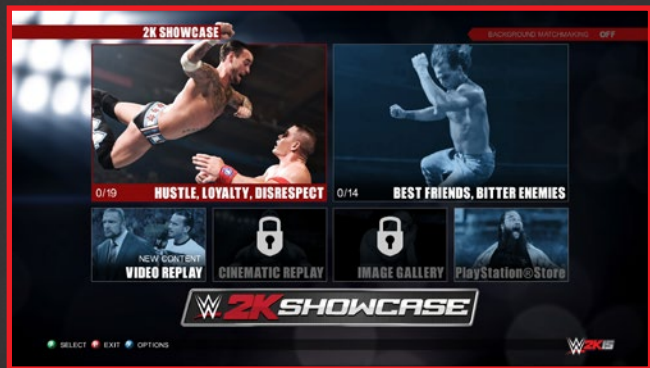 2K SHOWCASE
BACKGROUND MATCHMAKING OFF
0/19 HUSTLE, LOYALTY, DISRESPECT
0/14 BEST FRIENDS, BITTER ENEMIES
NEW CONTENT
VIDEO REPLAY
CINEMATIC REPLAY
IMAGE GALLERY
PlayStation®Store
W 2K SHOWCASE
SELECT EXIT OPTIONS
W 2K15